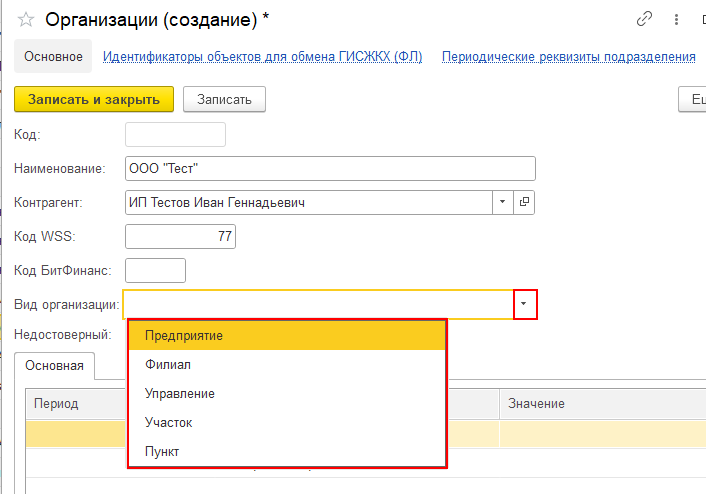 Организации (создание) *
Основное Идентификаторы объектов для обмена ГИСЖКХ (ФЛ) Периодические реквизиты подразделения
Записать и закрыть Записать
Код:
Наименование: ООО "Тест"
Контрагент: ИП Тестов Иван Геннадьевич
Код WSS: 77
Код БитФинанс:
Вид организации:
Недостоверный:
Предприятие
Филиал
Управление
Участок
Пункт
Основная
Период Значение